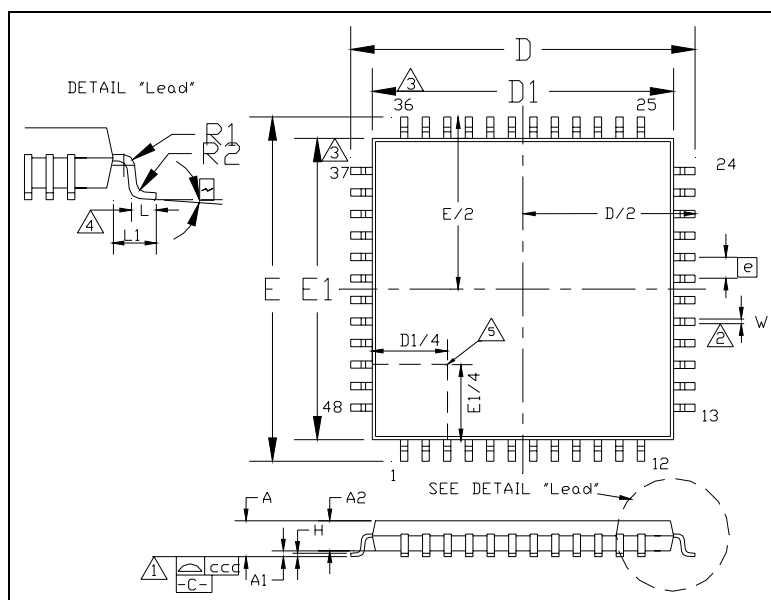 D
DETAIL "Lead"
3
D1
36
25
R1
R2
3
37
24
E/2
D/2
4
L
L1
E
E1
e
5
D1/4
W
2
E1/4
48
13
1
12
SEE DETAIL "Lead"
A
A2
H
1
ccc
-C-
A1